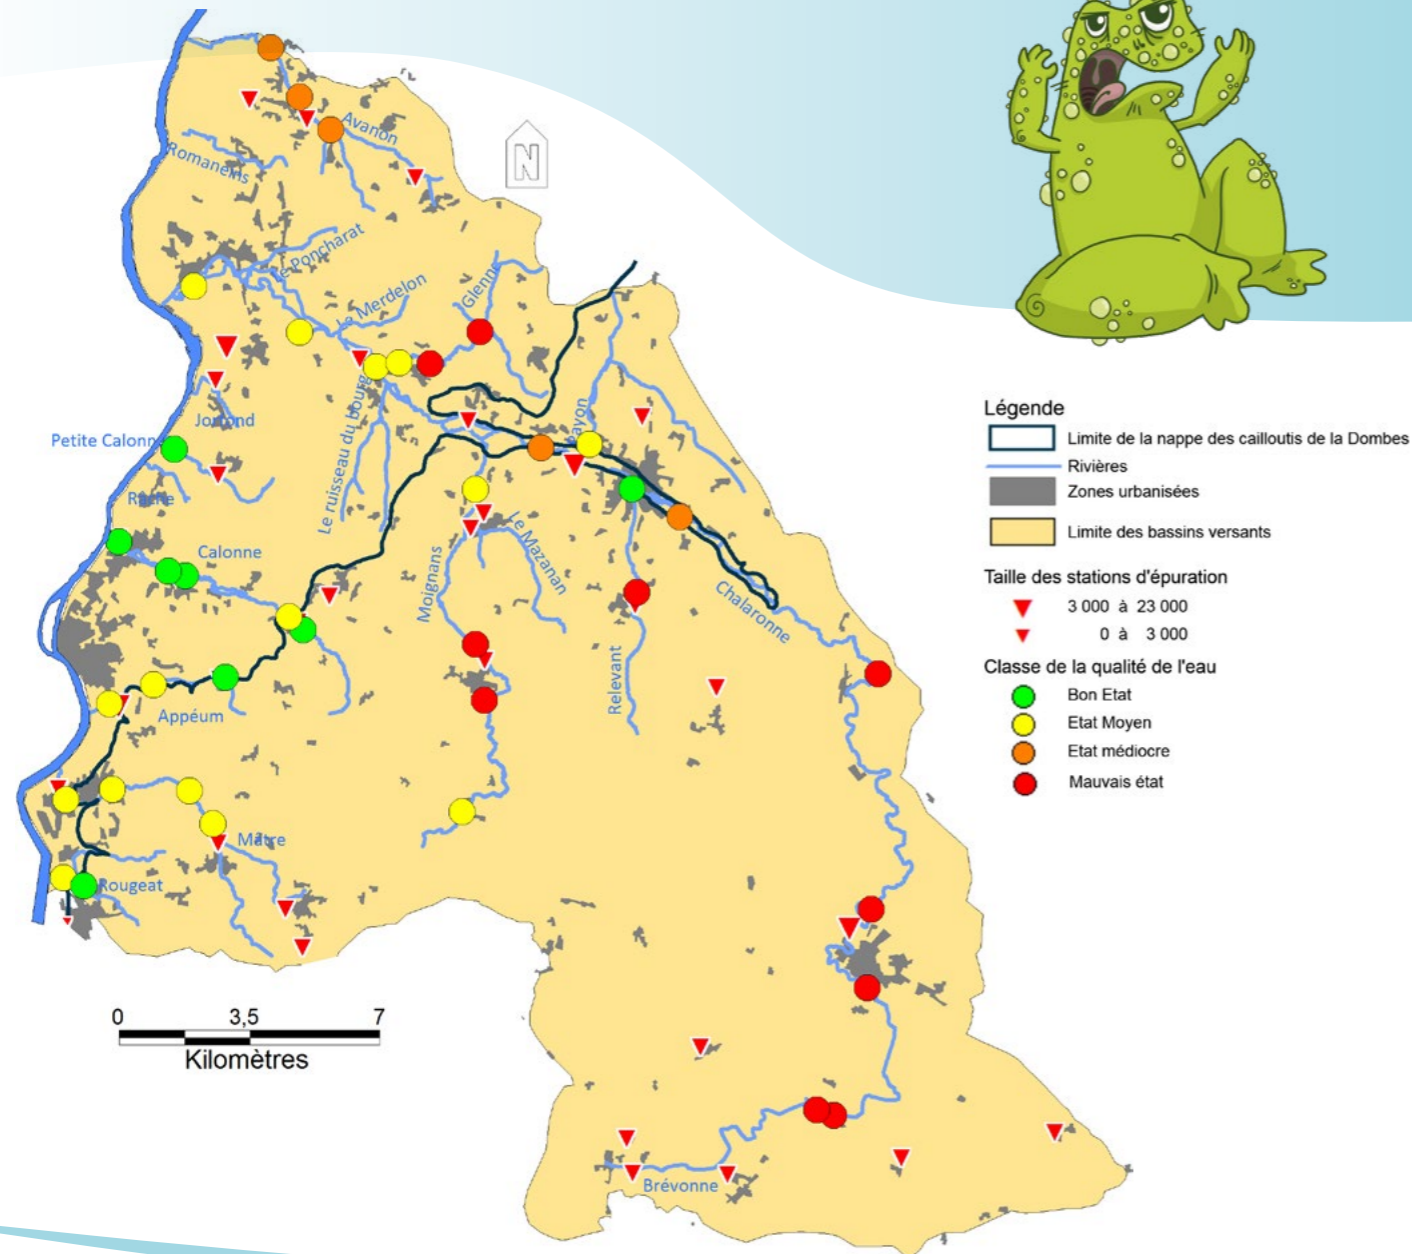 Avanon
Romaneins
N
Le Poncharat
Le Merdelon
Glenne
Le ruisseau du bourg
Jorfond
Petite Calonne
Râche
Calonne
Moignans
Le Mazanan
Relevant
Chalaronne
Appéum
Mâtre
Rougeat
Brévonne
0 3,5 7
Kilomètres
Légende
Limite de la nappe des cailloutis de la Dombes
Rivières
Zones urbanisées
Limite des bassins versants
Taille des stations d'épuration
3 000 à 23 000
0 à 3 000
Classe de la qualité de l'eau
Bon Etat
Etat Moyen
Etat médiocre
Mauvais état